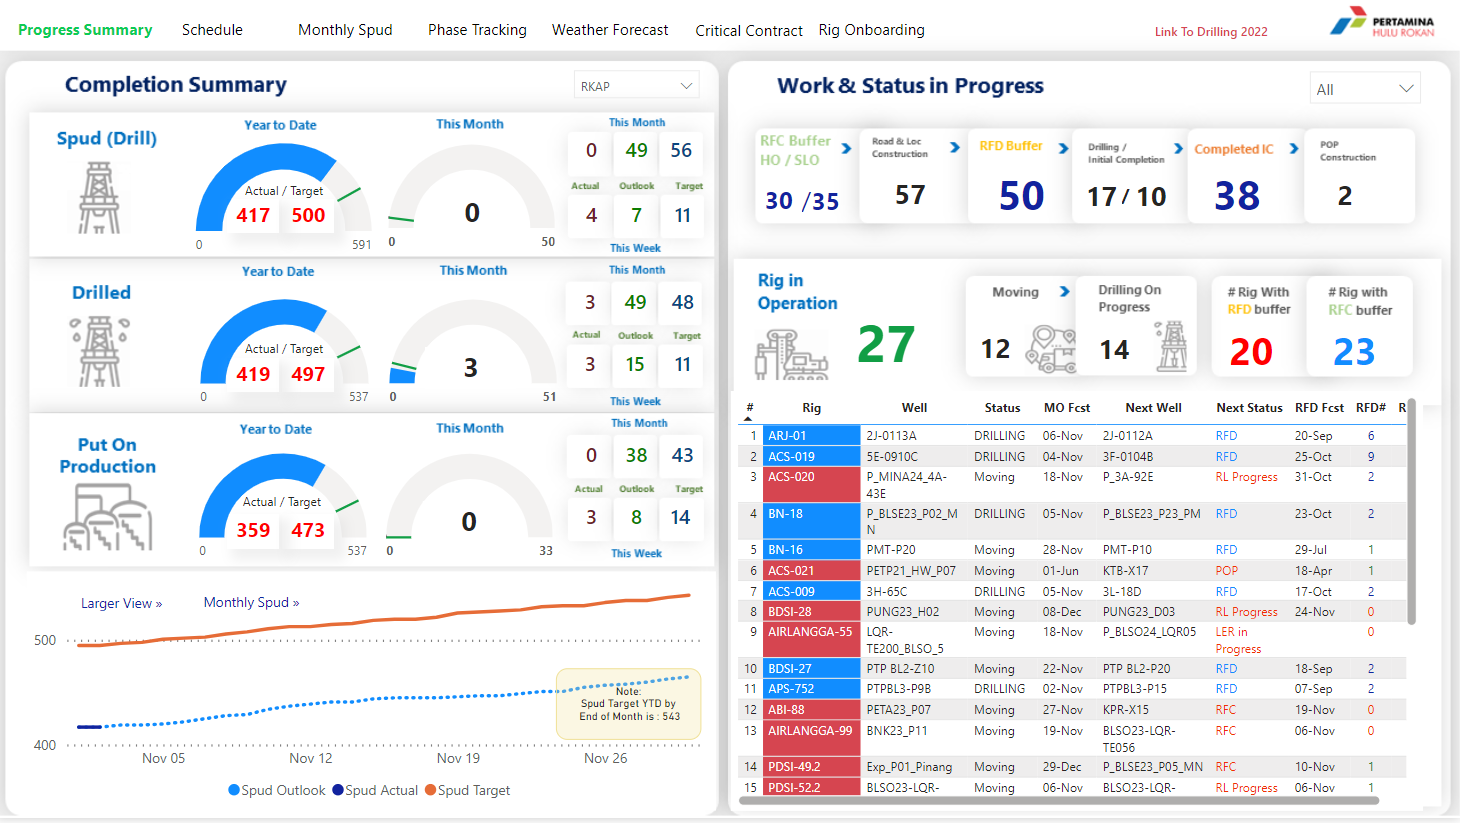 Progress Summary
Schedule
Monthly Spud
Phase Tracking
Weather Forecast
Critical Contract
Rig Onboarding
Link To Drilling 2022
PERTAMINA
HULU ROKAN
Completion Summary
RKAP
Spud (Drill)
Year to Date
Actual / Target
417 500
0 591
This Month
0
0 50
This Month
0 49 56
Actual Outlook Target
4 7 11
This Week
Drilled
Year to Date
Actual / Target
419 497
0 537
This Month
3
0 51
This Month
3 49 48
Actual Outlook Target
3 15 11
This Week
Put On
Production
Year to Date
Actual / Target
359 473
0 537
This Month
0
0 33
This Month
0 38 43
Actual Outlook Target
3 8 14
This Week
Larger View »
Monthly Spud »
500
400
Note:
Spud Target YTD by
End of Month is : 543
Nov 05 Nov 12 Nov 19 Nov 26
Spud Outlook Spud Actual Spud Target
Work & Status in Progress
All
RFC Buffer
HO / SLO
30 /35
Road & Loc
Construction
57
RFD Buffer
50
Drilling /
Initial Completion
17 / 10
Completed IC
38
POP
Construction
2
Rig in
Operation
27
Moving
12
Drilling On
Progress
14
# Rig With
RFD buffer
20
# Rig with
RFC buffer
23
# Rig Well Status MO Fcst Next Well Next Status RFD Fcst RFD# R
1 ARJ-01 2J-0113A DRILLING 06-Nov 2J-0112A RFD 20-Sep 6
2 ACS-019 5E-0910C DRILLING 04-Nov 3F-0104B RFD 25-Oct 9
3 ACS-020 P_MINA24_4A- Moving 18-Nov P_3A-92E RL Progress 31-Oct 2
43E
4 BN-18 P_BLSE23_P02_M DRILLING 05-Nov P_BLSE23_P23_PM RFD 23-Oct 2
N
5 BN-16 PMT-P20 Moving 28-Nov PMT-P10 RFD 29-Jul 1
6 ACS-021 PETP21_HW_P07 Moving 01-Jun KTB-X17 POP 18-Apr 1
7 ACS-009 3H-65C DRILLING 05-Nov 3L-18D RFD 17-Oct 2
8 BDSI-28 PUNG23_H02 Moving 08-Dec PUNG23_D03 RL Progress 24-Nov 0
9 AIRLANGGA-55 LQR- Moving 18-Nov P_BLSO24_LQR05 LER in 0
TE200_BLSO_5 Progress
10 BDSI-27 PTP BL2-Z10 Moving 22-Nov PTP BL2-P20 RFD 18-Sep 2
11 APS-752 PTPBL3-P9B DRILLING 02-Nov PTPBL3-P15 RFD 07-Sep 2
12 ABI-88 PETA23_P07 Moving 27-Nov KPR-X15 RFC 19-Nov 0
13 AIRLANGGA-99 BNK23_P11 Moving 19-Nov BLSO23-LQR- RFC 06-Nov 0
TE056
14 PDSI-49.2 Exp_P01_Pinang Moving 29-Dec P_BLSE23_P05_MN RFC 10-Nov 1
15 PDSI-52.2 BLSO23-LQR- Moving 06-Nov BLSO23-LQR- RL Progress 06-Nov 1